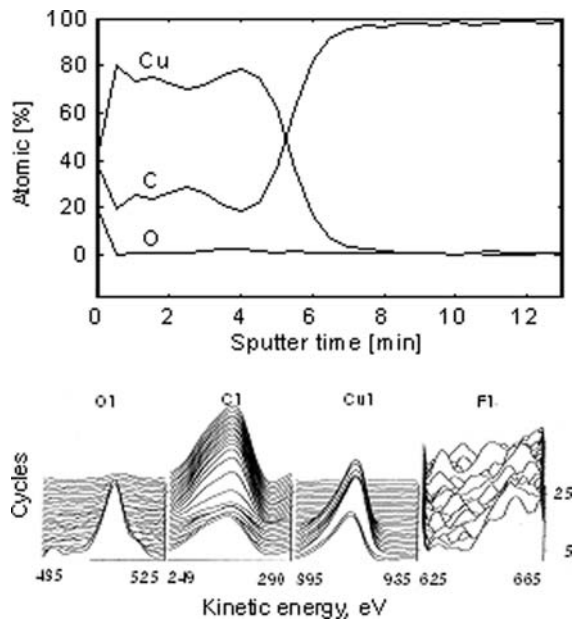 100
80
60
40
20
0
Atomic [%]
Cu
C
O
0 2 4 6 8 10 12
Sputter time [min]
O1 C1 Cu1 F1
Cycles
25
5
495 525 249 290 895 935 625 665
Kinetic energy, eV